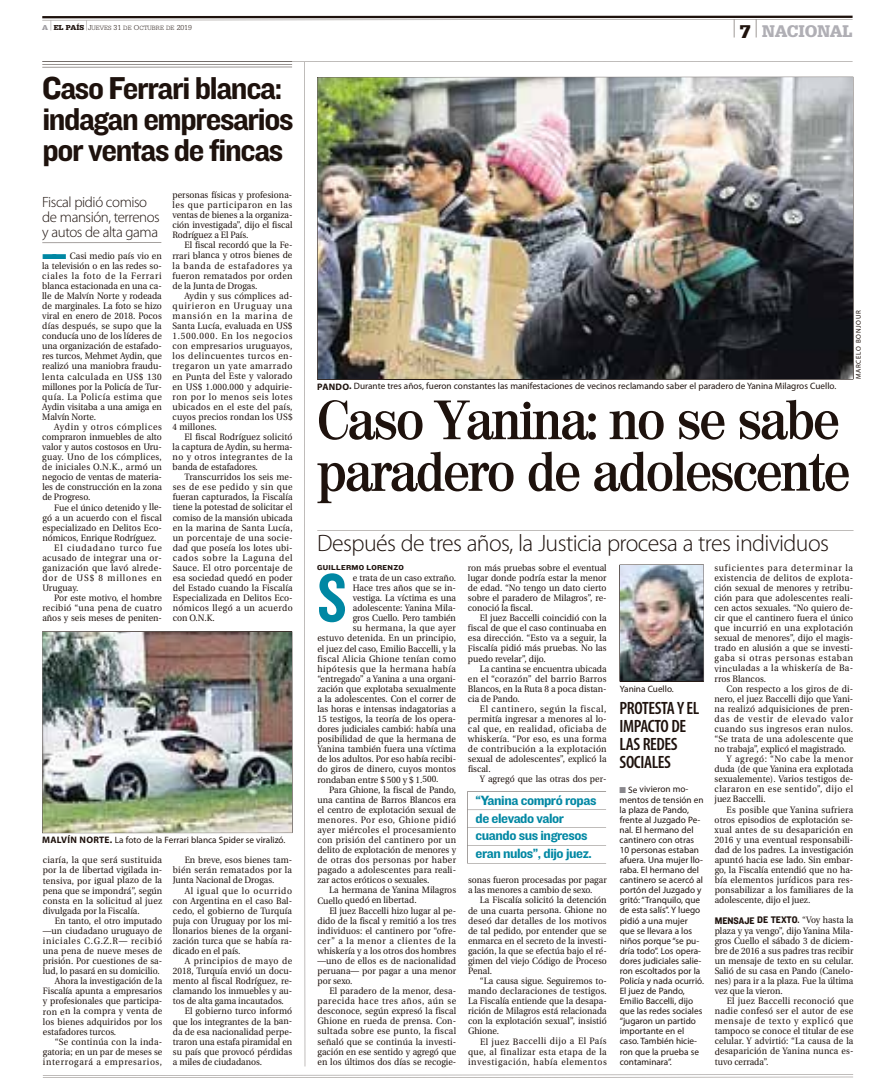 A | EL PAÍS | JUEVES 31 DE OCTUBRE DE 2019
7 | NACIONAL
Caso Ferrari blanca:
indagan empresarios
por ventas de fincas
Fiscal pidió comiso
de mansión, terrenos
y autos de alta gama
Casi medio país vio en
la televisión o en las redes so-
ciales la foto de la Ferrari
blanca estacionada en una ca-
lle de Malvín Norte y rodeada
de marginales. La foto se hizo
viral en enero de 2018. Pocos
días después, se supo que la
conducía uno de los líderes de
una organización de estafado-
res turcos, Mehmet Aydin, que
realizó una maniobra fraudu-
lenta calculada en US$ 130
millones por la Policía de Tur-
quía. La Policía estima que
Aydin visitaba a una amiga en
Malvín Norte.
Aydin y otros cómplices
compraron inmuebles de alto
valor y autos costosos en Uru-
guay. Uno de los cómplices,
de iniciales O.N.K., armó un
negocio de ventas de materia-
les de construcción en la zona
de Progreso.
Fue el único detenido y lle-
gó a un acuerdo con el fiscal
especializado en Delitos Eco-
nómicos, Enrique Rodríguez.
El ciudadano turco fue
acusado de integrar una or-
ganización que lavó alrede-
dor de US$ 8 millones en
Uruguay.
Por este motivo, el hombre
recibió “una pena de cuatro
años y seis meses de peniten-
personas físicas y profesiona-
les que participaron en las
ventas de bienes a la organiza-
ción investigada”, dijo el fiscal
Rodríguez a El País.
El fiscal recordó que la Fe-
rrari blanca y otros bienes de
la banda de estafadores ya
fueron rematados por orden
de la Junta de Drogas.
Aydin y sus cómplices ad-
quirieron en Uruguay una
mansión en la marina de
Santa Lucía, evaluada en US$
1.500.000. En los negocios
con empresarios uruguayos,
los delincuentes turcos en-
tregaron un yate amarrado
en Punta del Este y valorado
en US$ 1.000.000 y adquirie-
ron por lo menos seis lotes
ubicados en el este del país,
cuyos precios rondan los US$
4 millones.
El fiscal Rodríguez solicitó
la captura de Aydin, su herma-
no y otros integrantes de la
banda de estafadores.
Transcurridos los seis me-
ses de ese pedido y sin que
fueran capturados, la Fiscalía
tiene la potestad de solicitar el
comiso de la mansión ubicada
en la marina de Santa Lucía,
un porcentaje de una socie-
dad que poseía los lotes ubi-
cados sobre la Laguna del
Sauce. El otro porcentaje de
esa sociedad quedó en poder
del Estado cuando la Fiscalía
Especializada en Delitos Eco-
nómicos llegó a un acuerdo
con O.N.K.
MALVÍN NORTE. La foto de la Ferrari blanca Spider se viralizó.
ciaría, la que será sustituida
por la de libertad vigilada in-
tensiva, por igual plazo de la
pena que se impondrá”, según
consta en la solicitud al juez
divulgada por la Fiscalía.
En tanto, el otro imputado
—un ciudadano uruguayo de
iniciales C.G.Z.R— recibió
una pena de nueve meses de
prisión. Por cuestiones de sa-
lud, lo pasará en su domicilio.
Ahora la investigación de la
Fiscalía apunta a empresarios
y profesionales que participa-
ron en la compra y venta de
los bienes adquiridos por los
estafadores turcos.
“Se continúa con la inda-
gatoria; en un par de meses se
interrogará a empresarios,
En breve, esos bienes tam-
bién serán rematados por la
Junta Nacional de Drogas.
Al igual que lo ocurrido
con Argentina en el caso Bal-
cedo, el gobierno de Turquía
puja con Uruguay por los mi-
llonarios bienes de la organi-
zación turca que se había ra-
dicado en el país.
A principios de mayo de
2018, Turquía envió un docu-
mento al fiscal Rodríguez, re-
clamando los inmuebles y au-
tos de alta gama incautados.
El gobierno turco informó
que los integrantes de la ban-
da de esa nacionalidad perpe-
traron una estafa piramidal en
su país que provocó pérdidas
a miles de ciudadanos.
MARCELO BONJOUR
PANDO. Durante tres años, fueron constantes las manifestaciones de vecinos reclamando saber el paradero de Yanina Milagros Cuello.
Caso Yanina: no se sabe
paradero de adolescente
Después de tres años, la Justicia procesa a tres individuos
GUILLERMO LORENZO
Se trata de un caso extraño.
Hace tres años que se in-
vestiga. La víctima es una
adolescente: Yanina Mila-
gros Cuello. Pero también
su hermana, la que ayer
estuvo detenida. En un principio,
el juez del caso, Emilio Baccelli, y la
fiscal Alicia Ghione tenían como
hipótesis que la hermana había
“entregado” a Yanina a una organi-
zación que explotaba sexualmente
a la adolescentes. Con el correr de
las horas e intensas indagatorias a
15 testigos, la teoría de los opera-
dores judiciales cambió: había una
posibilidad de que la hermana de
Yanina también fuera una víctima
de los adultos. Por eso había recibi-
do giros de dinero, cuyos montos
rondaban entre $ 500 y $ 1,500.
Para Ghione, la fiscal de Pando,
una cantina de Barros Blancos era
el centro de explotación sexual de
menores. Por eso, Ghione pidió
ayer miércoles el procesamiento
con prisión del cantinero por un
delito de explotación de menores y
de otras dos personas por haber
pagado a adolescentes para reali-
zar actos eróticos o sexuales.
La hermana de Yanina Milagros
Cuello quedó en libertad.
El juez Baccelli hizo lugar al pe-
dido de la fiscal y remitió a los tres
individuos: el cantinero por “ofre-
cer” a menor a clientes de la
whiskería y a los otros dos hombres
—uno de ellos es de nacionalidad
peruana— por pagar a una menor
por sexo.
El paradero de la menor, desa-
parecida hace tres años, aún se
desconoce, según expresó la fiscal
Ghione en rueda de prensa. Con-
sultada sobre ese punto, la fiscal
señaló que se continúa la investi-
gación en ese sentido y agregó que
en los últimos dos días se recogie-
ron más pruebas sobre el eventual
lugar donde podría estar la menor
de edad. “No tengo un dato cierto
sobre el paradero de Milagros”, re-
conoció la fiscal.
El juez Baccelli coincidió con la
fiscal de que el caso continuaba en
esa dirección. “Esto va a seguir, la
Fiscalía pidió más pruebas. No las
puedo revelar”, dijo.
La cantina se encuentra ubicada
en el “corazón” del barrio Barros
Blancos, en la Ruta 8 a poca distan-
cia de Pando.
El cantinero, según la fiscal,
permitía ingresar a menores al lo-
cal que, en realidad, oficiaba de
whiskería. “Por eso, es una forma
de contribución a la explotación
sexual de adolescentes”, explicó la
fiscal.
Y agregó que las otras dos per-
“Yanina compró ropas
de elevado valor
cuando sus ingresos
eran nulos”, dijo juez.
sonas fueron procesadas por pagar
a las menores a cambio de sexo.
La Fiscalía solicitó la detención
de una cuarta persona. Ghione no
deseó dar detalles de los motivos
de tal pedido, por entender que se
enmarca en el secreto de la investi-
gación, la que se efectúa bajo el ré-
gimen del viejo Código de Proceso
Penal.
“La causa sigue. Seguiremos to-
mando declaraciones de testigos.
La Fiscalía entiende que la desapa-
rición de Milagros está relacionada
con la explotación sexual”, insistió
Ghione.
El juez Baccelli dijo a El País
que, al finalizar esta etapa de la
investigación, había elementos
Yanina Cuello.
PROTESTA Y EL
IMPACTO DE
LAS REDES
SOCIALES
Se vivieron mo-
mentos de tensión en
la plaza de Pando,
frente al Juzgado Pe-
nal. El hermano del
cantinero con otras
10 personas estaban
afuera. Una mujer llo-
raba. El hermano del
cantinero se acercó al
portón del Juzgado y
gritó: “Tranquilo, que
de esta salís”. Y luego
pidió a una mujer
que se llevara a los
niños porque “se pu-
dría todo”. Los opera-
dores judiciales salie-
ron escoltados por la
Policía y nada ocurrió.
El juez de Pando,
Emilio Baccelli, dijo
que las redes sociales
“jugaron un partido
importante en el
caso. También hicie-
ron que la prueba se
contaminara”.
suficientes para determinar la
existencia de delitos de explota-
ción sexual de menores y retribu-
ción para que adolescentes reali-
cen actos sexuales. “No quiero de-
cir que el cantinero fuera el único
que incurrió en una explotación
sexual de menores”, dijo el magis-
trado en alusión a que se investi-
gaba si otras personas estaban
vinculadas a la whiskería de Ba-
rros Blancos.
Con respecto a los giros de di-
nero, el juez Baccelli dijo que Yani-
na realizó adquisiciones de pren-
das de vestir de elevado valor
cuando sus ingresos eran nulos.
“Se trata de una adolescente que
no trabaja”, explicó el magistrado.
Y agregó: “No cabe la menor
duda (de que Yanina era explotada
sexualemente). Varios testigos de-
clararon en ese sentido”, dijo el
juez Baccelli.
Es posible que Yanina sufriera
otros episodios de explotación se-
xual antes de su desaparición en
2016 y una eventual responsabili-
dad de los padres. La investigación
apuntó hacia ese lado. Sin embar-
go, la Fiscalía entendió que no ha-
bía elementos jurídicos para res-
ponsabilizar a los familiares de la
adolescente, dijo el juez.
MENSAJE DE TEXTO. “Voy hasta la
plaza y ya vengo”, dijo Yanina Mila-
gros Cuello el sábado 3 de diciem-
bre de 2016 a sus padres tras recibir
un mensaje de texto en su celular.
Salió de su casa en Pando (Canelo-
nes) para ir a la plaza. Fue la última
vez que la vieron.
El juez Baccelli reconoció que
nadie confesó ser el autor de ese
mensaje de texto y explicó que
tampoco se conoce el titular de ese
celular. Y advirtió: “La causa de la
desaparición de Yanina nunca es-
tuvo cerrada”.